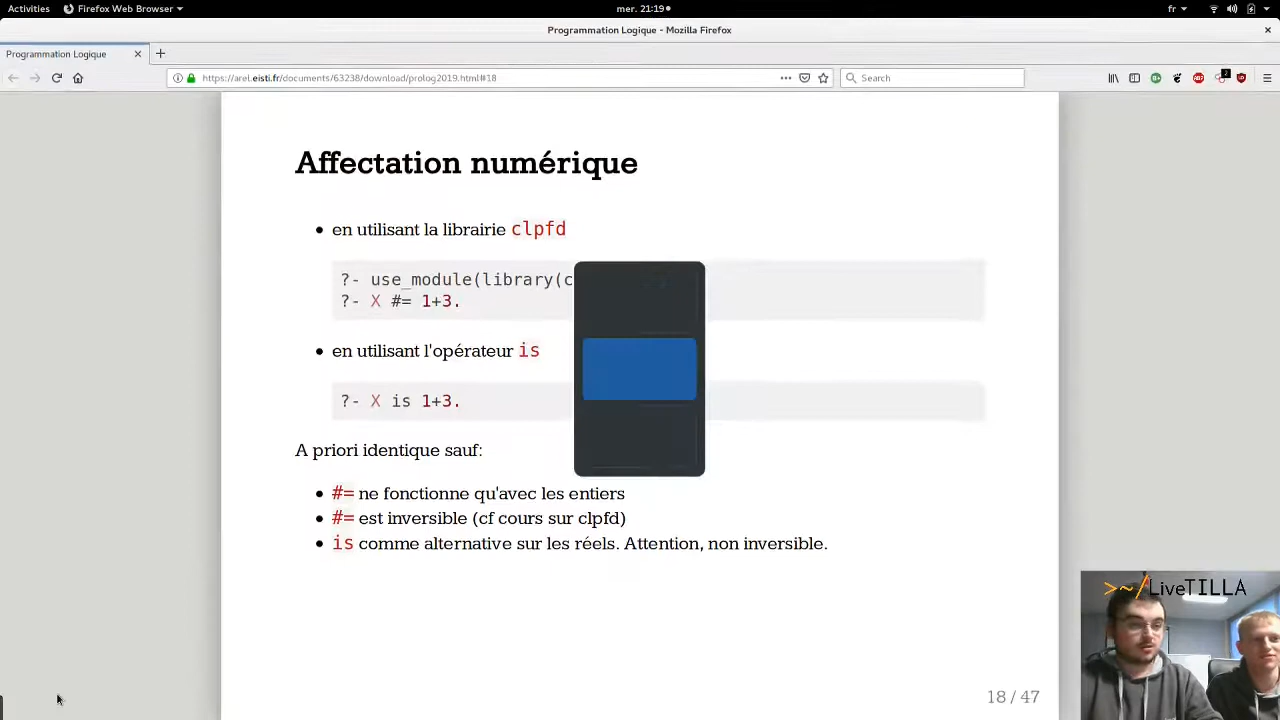 Activities Firefox Web Browser mer. 21:19 fr
Programmation Logique - Mozilla Firefox
Programmation Logique
https://arel.eisti.fr/documents/63238/download/prolog2019.html#18 Search
2
Affectation numérique
en utilisant la librairie clpfd
?- use_module(library(c
?- X #= 1+3.
en utilisant l'opérateur is
?- X is 1+3.
A priori identique sauf:
#= ne fonctionne qu'avec les entiers
#= est inversible (cf cours sur clpfd)
is comme alternative sur les réels. Attention, non inversible.
>~/LiveTILLA
18 / 47